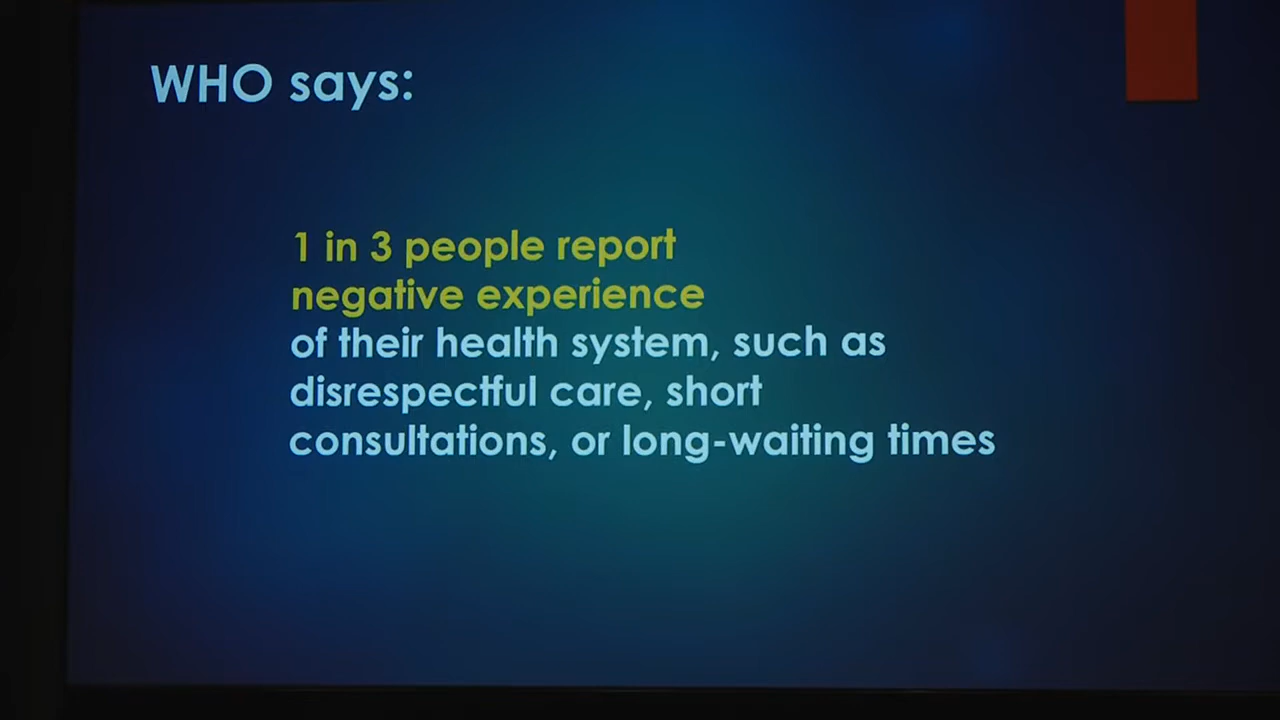 WHO says:
1 in 3 people report
negative experience
of their health system, such as
disrespectful care, short
consultations, or long-waiting times